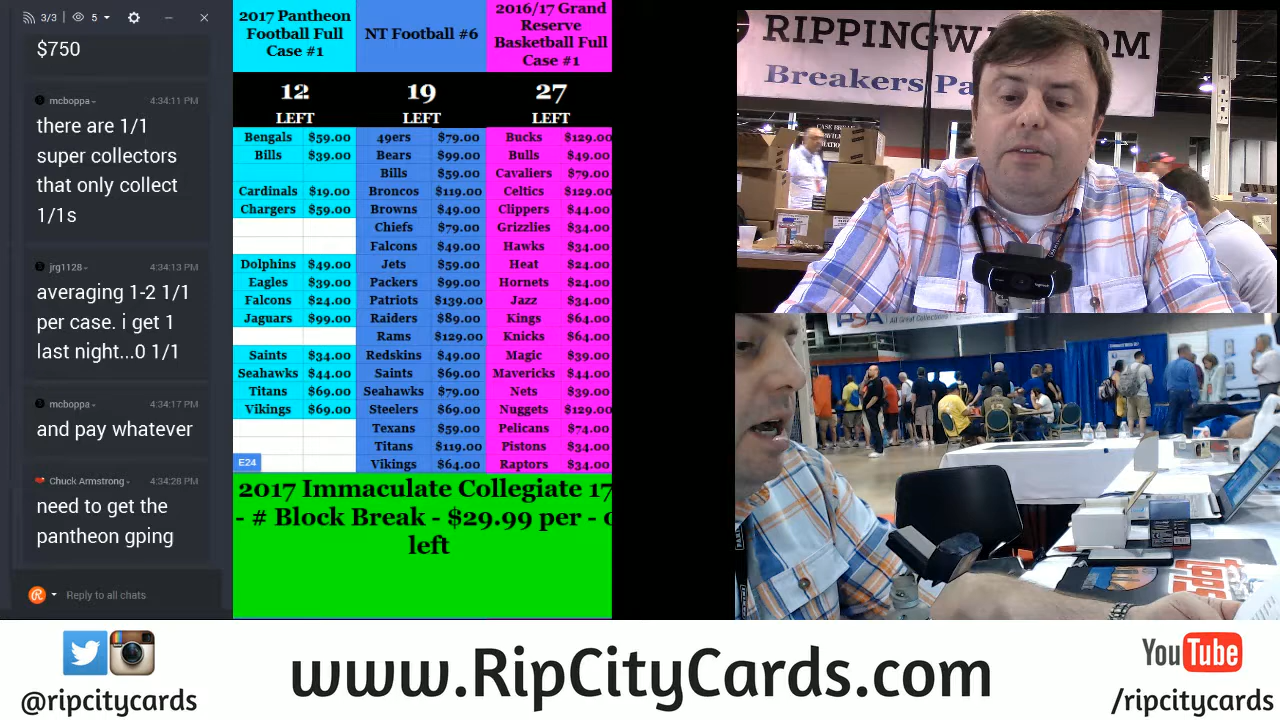 3/3 5
$750
mcboppa 4:34:11 PM
there are 1/1
super collectors
that only collect
1/1s
jrg1128 4:34:13 PM
averaging 1-2 1/1
per case. i get 1
last night...0 1/1
mcboppa 4:34:17 PM
and pay whatever
Chuck Armstrong 4:34:28 PM
need to get the
pantheon gping
Reply to all chats
2017 Pantheon
Football Full
Case #1
12
LEFT
Bengals $59.00
Bills $39.00
Cardinals $19.00
Chargers $59.00
Dolphins $49.00
Eagles $39.00
Falcons $24.00
Jaguars $99.00
Saints $34.00
Seahawks $44.00
Titans $69.00
Vikings $69.00
E24
NT Football #6
19
LEFT
49ers $79.00
Bears $99.00
Bills $59.00
Broncos $119.00
Browns $49.00
Chiefs $79.00
Falcons $49.00
Jets $59.00
Packers $99.00
Patriots $139.00
Raiders $89.00
Rams $129.00
Redskins $49.00
Saints $69.00
Seahawks $79.00
Steelers $69.00
Texans $59.00
Titans $119.00
Vikings $64.00
2016/17 Grand
Reserve
Basketball Full
Case #1
27
LEFT
Bucks $129.00
Bulls $49.00
Cavaliers $79.00
Celtics $129.00
Clippers $44.00
Grizzlies $34.00
Hawks $34.00
Heat $24.00
Hornets $24.00
Jazz $34.00
Kings $64.00
Knicks $64.00
Magic $39.00
Mavericks $44.00
Nets $39.00
Nuggets $129.00
Pelicans $74.00
Pistons $34.00
Raptors $34.00
2017 Immaculate Collegiate 17
- # Block Break - $29.99 per - 0
left
RIPPINGW OM
Breakers Pa
CASE BREAK
PSA All Great Collections
Topps
@ripcitycards
www.RipCityCards.com
YouTube
/ripcitycards